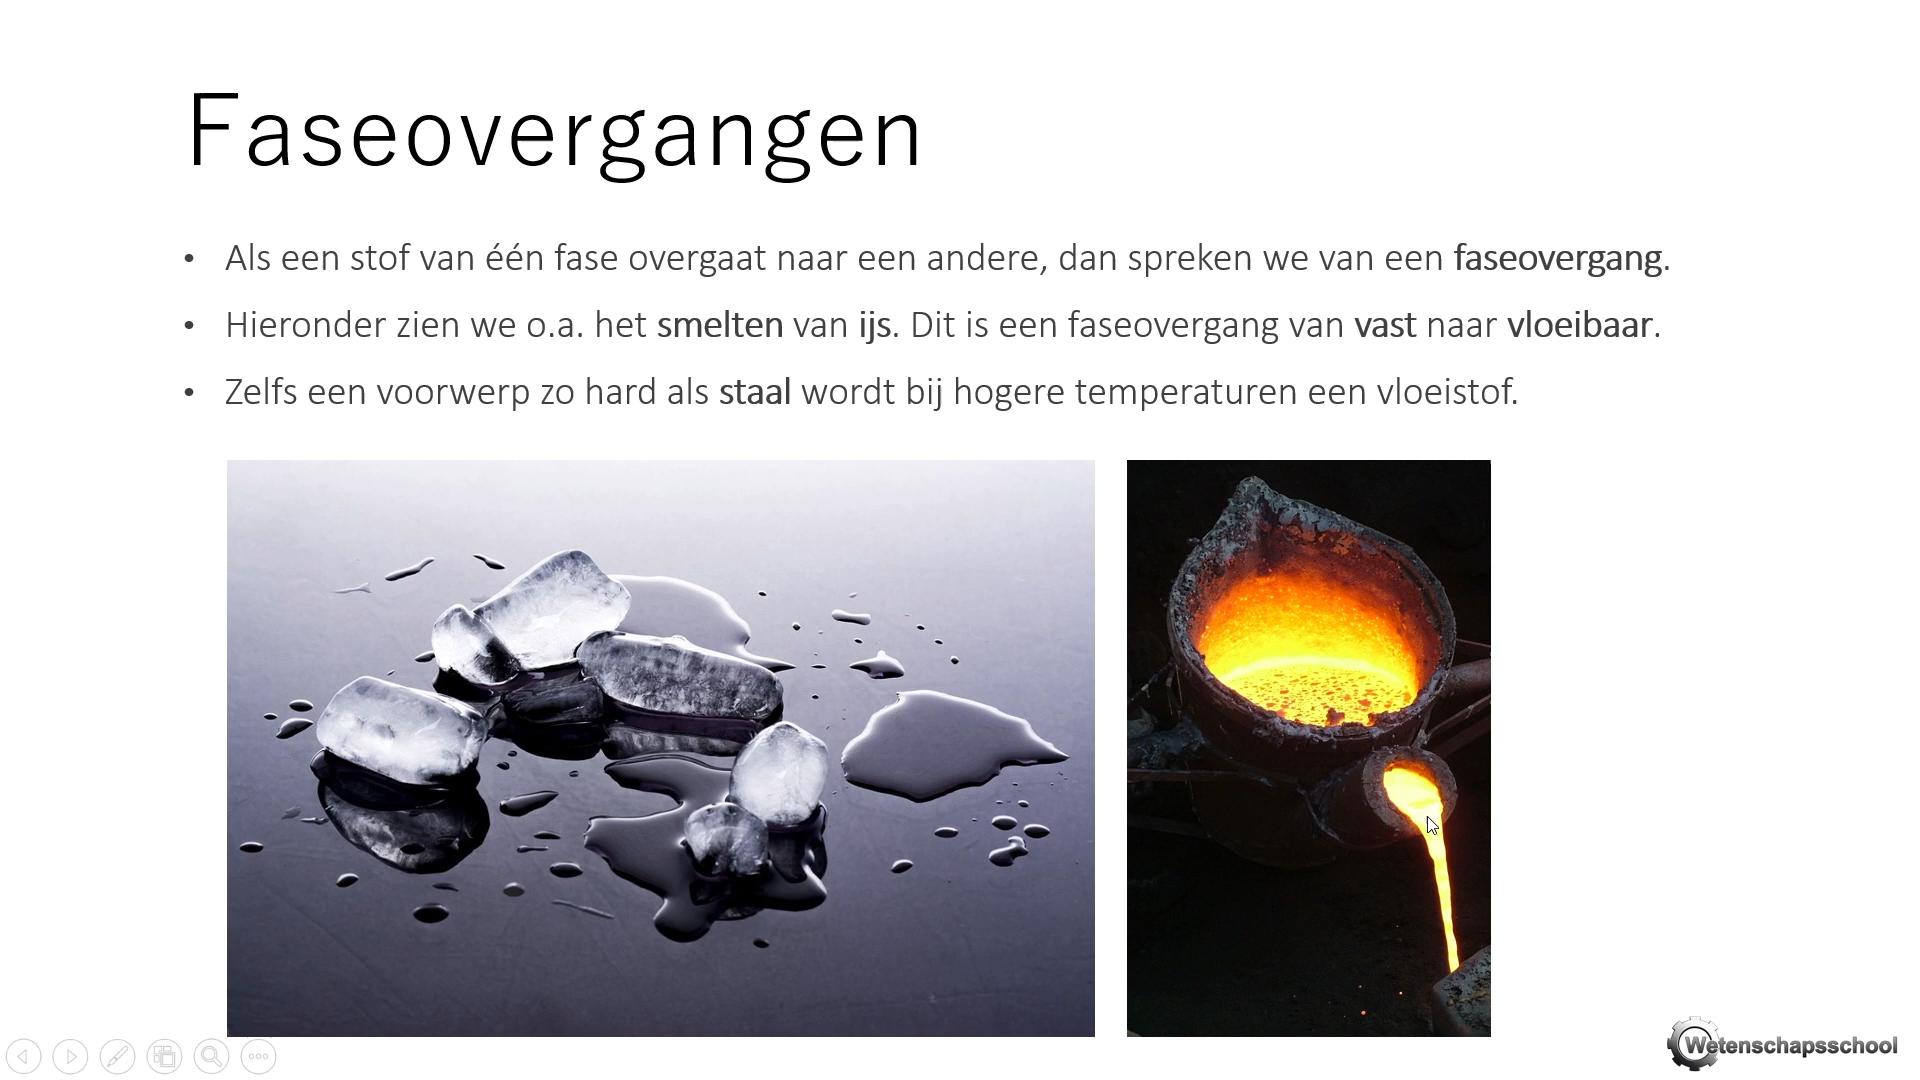 Faseovergangen
• Als een stof van één fase overgaat naar een andere, dan spreken we van een faseovergang.
• Hieronder zien we o.a. het smelten van ijs. Dit is een faseovergang van vast naar vloeibaar.
• Zelfs een voorwerp zo hard als staal wordt bij hogere temperaturen een vloeistof.
Wetenschapsschool